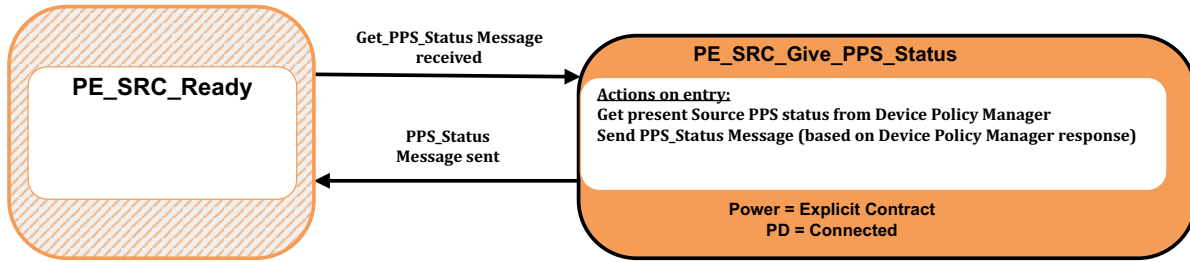 PE_SRC_Ready
Get_PPS_Status Message
received
PPS_Status
Message sent
PE_SRC_Give_PPS_Status
Actions on entry:
Get present Source PPS status from Device Policy Manager
Send PPS_Status Message (based on Device Policy Manager response)
Power = Explicit Contract
PD = Connected